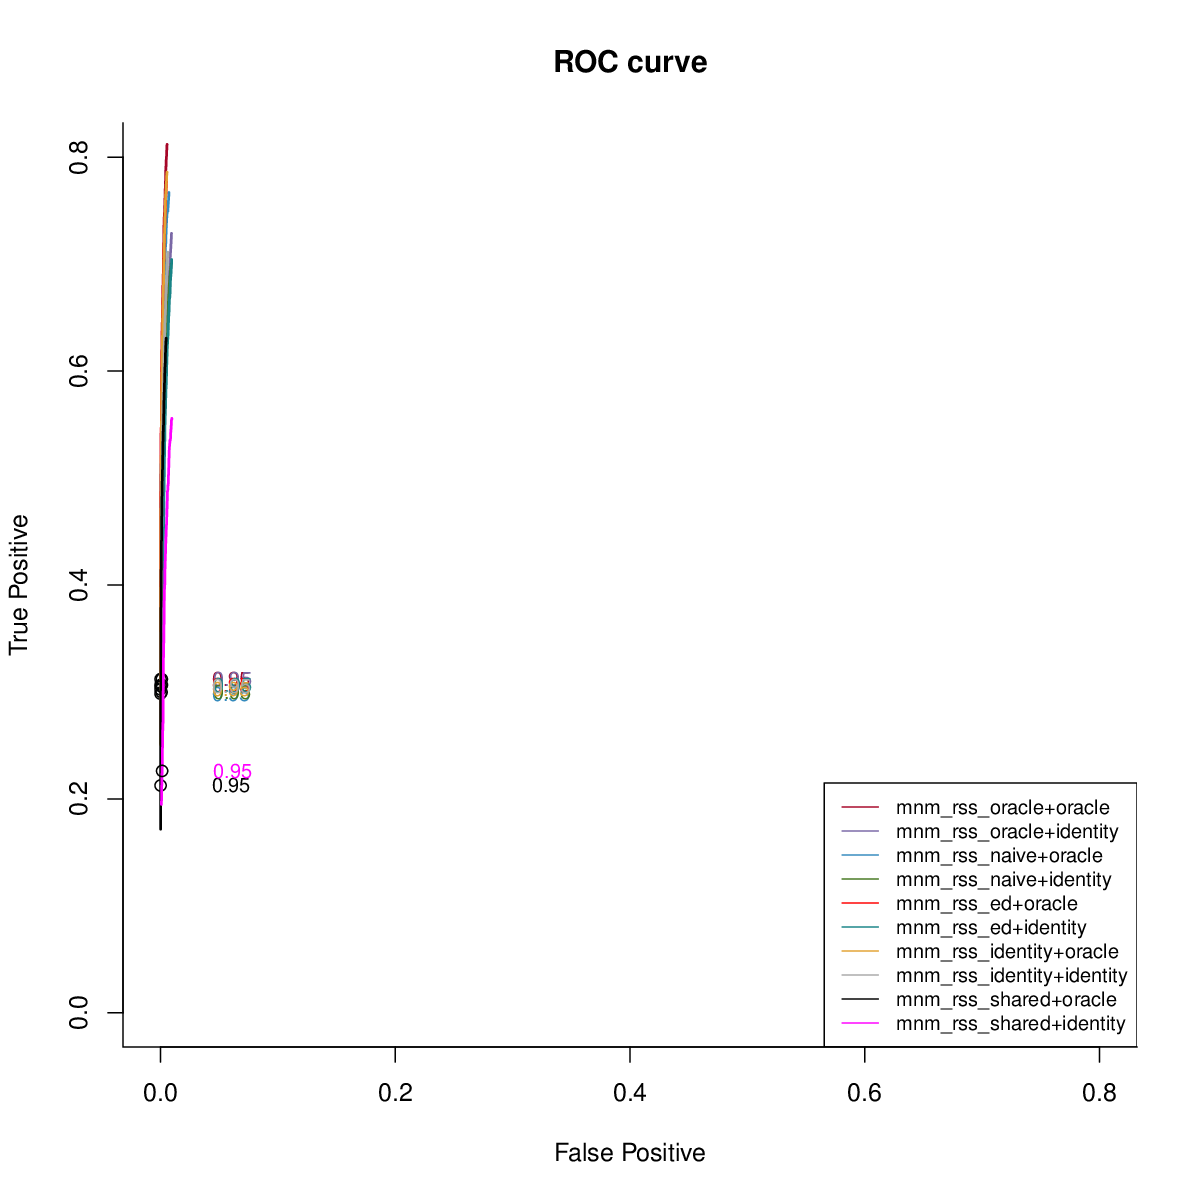 ROC curve
True Positive
0.8
0.6
0.4
0.2
0.0
0.95
0.95
0.95
mnm_rss_oracle+oracle
mnm_rss_oracle+identity
mnm_rss_naive+oracle
mnm_rss_naive+identity
mnm_rss_ed+oracle
mnm_rss_ed+identity
mnm_rss_identity+oracle
mnm_rss_identity+identity
mnm_rss_shared+oracle
mnm_rss_shared+identity
0.0 0.2 0.4 0.6 0.8
False Positive